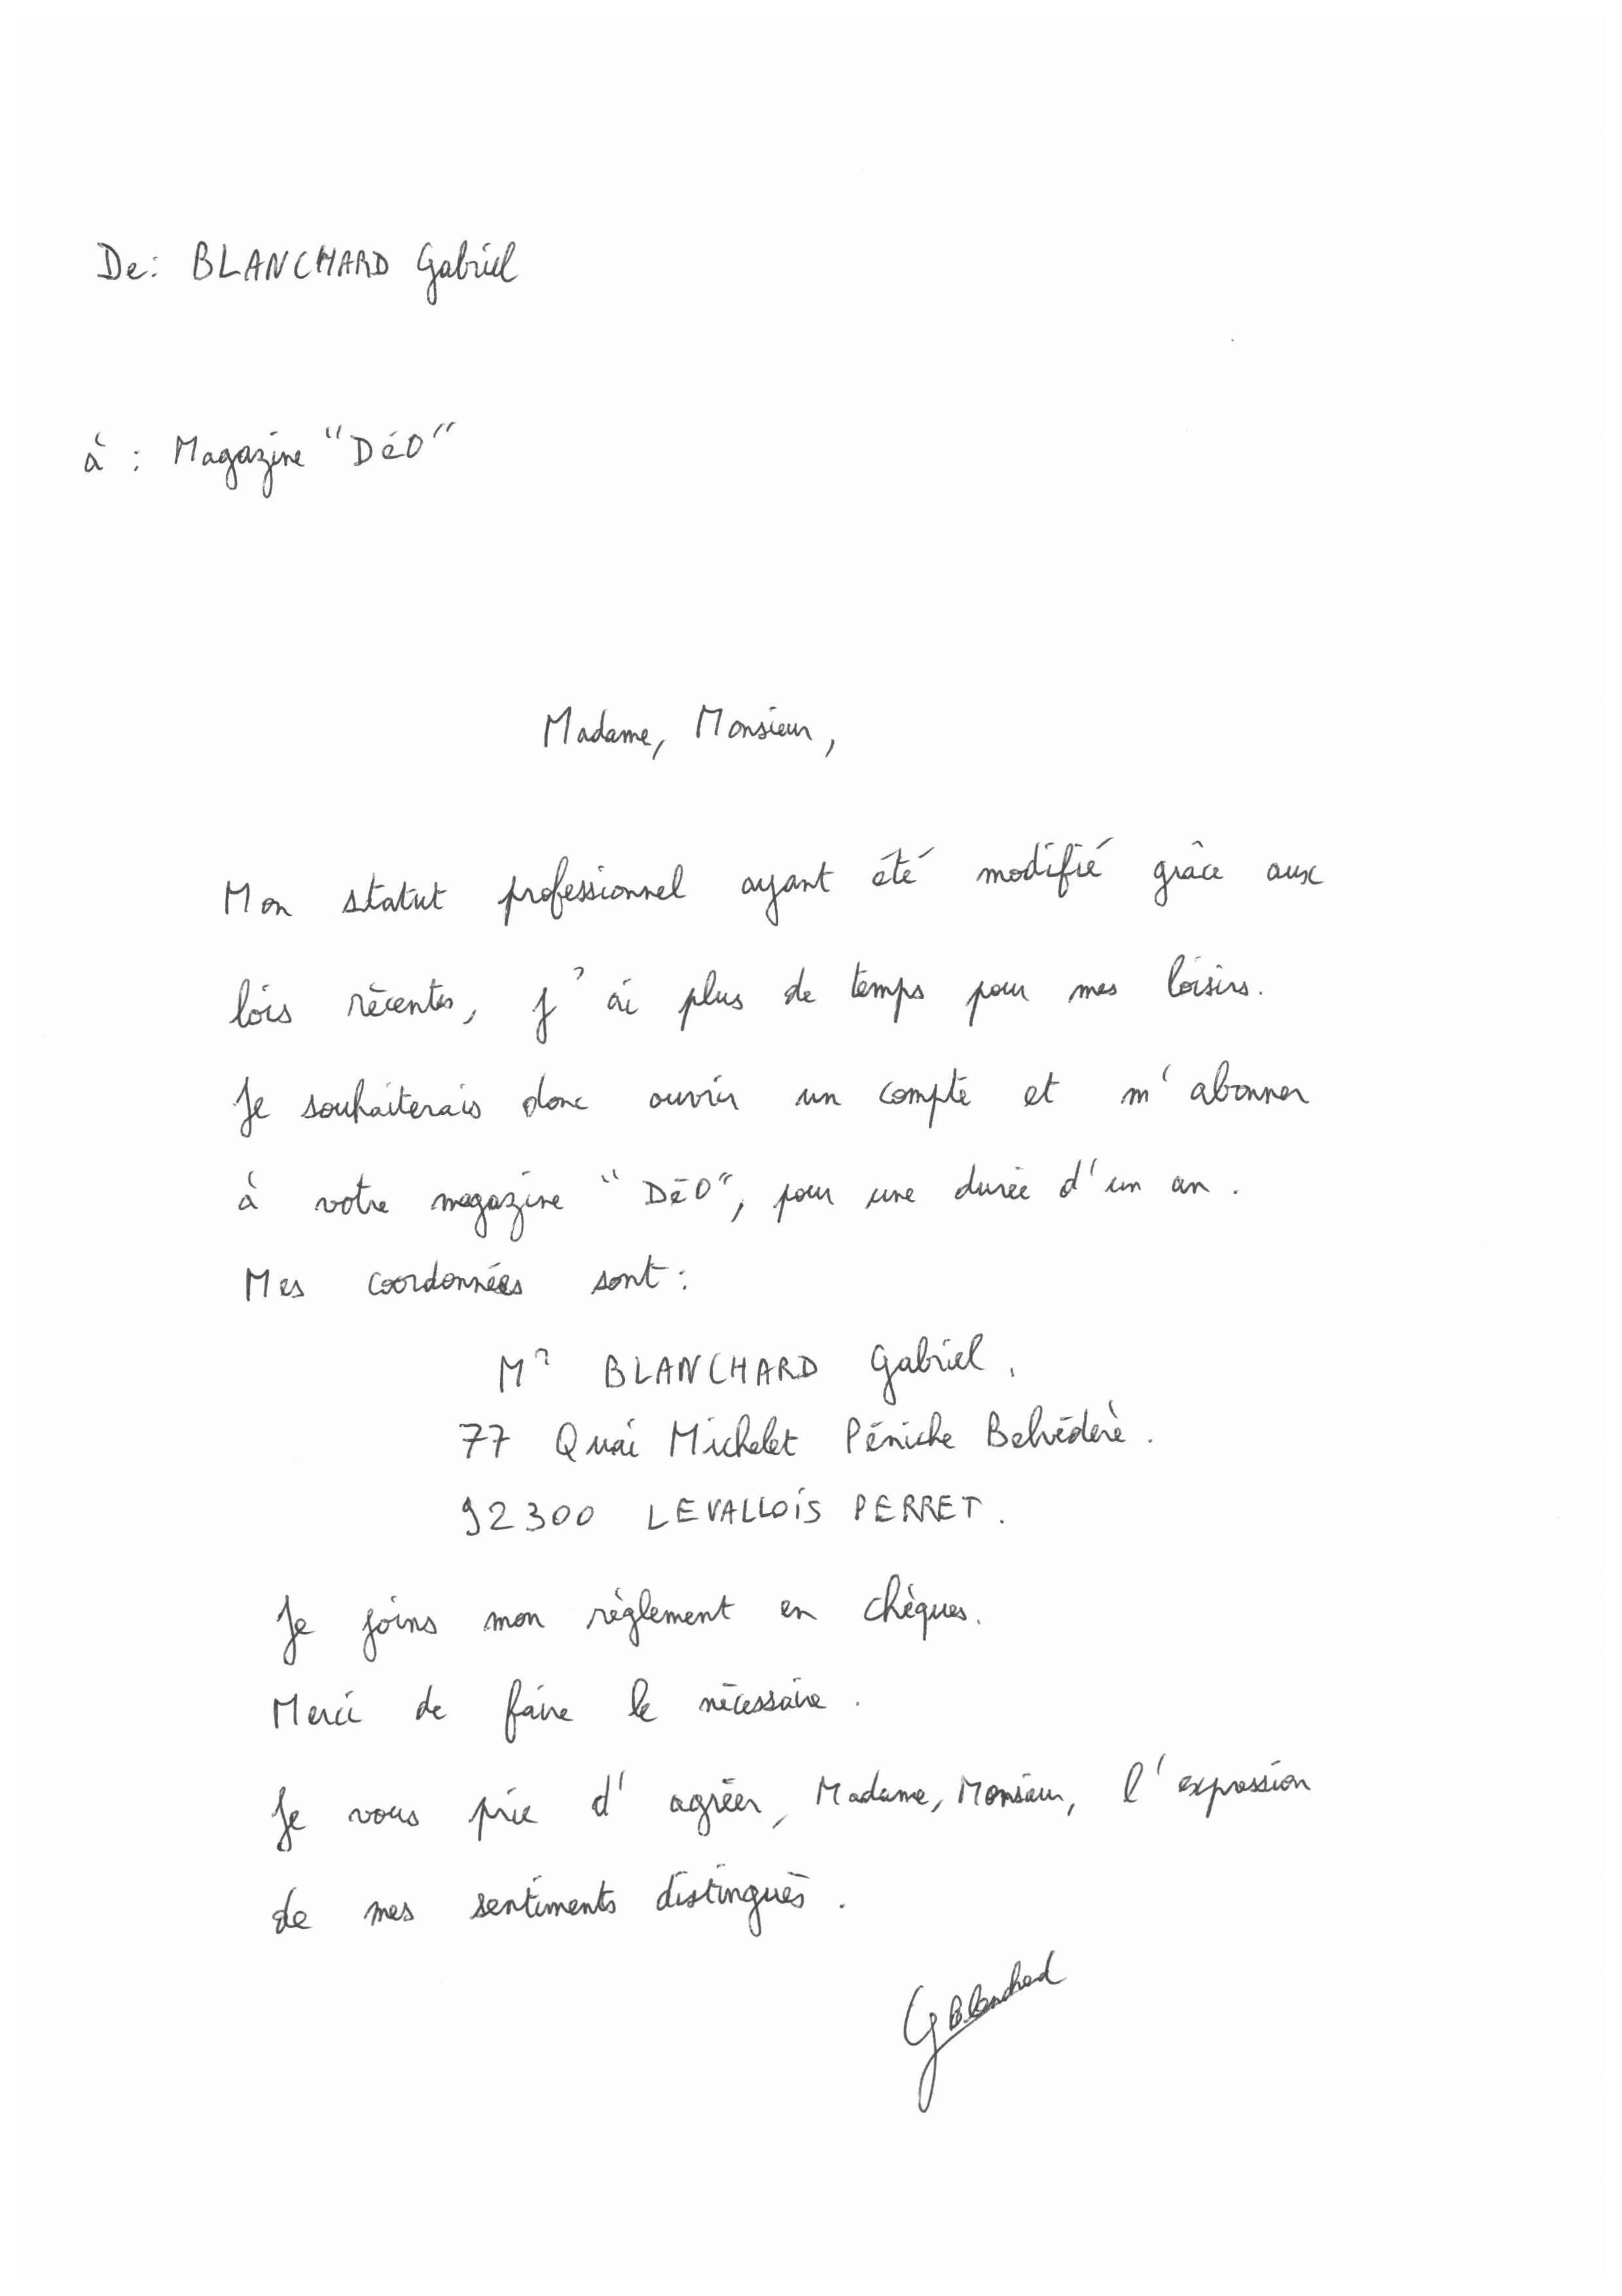 De: BLANCHARD Gabriel
à : Magazine "DéO"
Madame, Monsieur,
Mon statut professionnel ayant été modifié grâce aux
lois récentes, j'ai plus de temps pour mes loisirs.
Je souhaiterais donc ouvrir un compte et m'abonner
à votre magazine "DéO", pour une durée d'un an.
Mes coordonnées sont :
Mr BLANCHARD Gabriel.
77 Quai Michelet Péniche Belvédère.
92300 LEVALLOIS PERRET.
Je joins mon règlement en chèques.
Merci de faire le nécessaire.
Je vous prie d'agréer, Madame, Monsieur, l'expression
de mes sentiments distingués.
G Blanchard